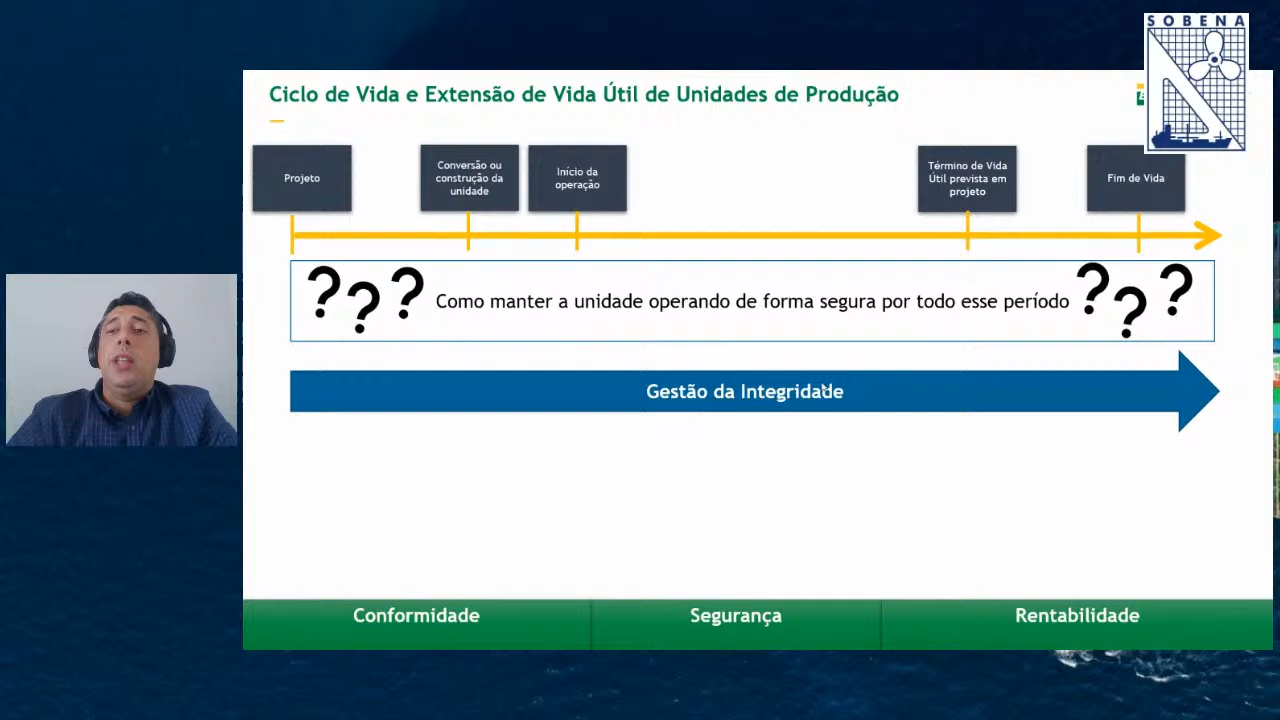 SOBENA
Ciclo de Vida e Extensão de Vida Útil de Unidades de Produção
Projeto
Conversão ou
construção da
unidade
Início da
operação
Término de Vida
Útil prevista em
projeto
Fim de Vida
??? Como manter a unidade operando de forma segura por todo esse período ???
Gestão da Integridade
Conformidade
Segurança
Rentabilidade